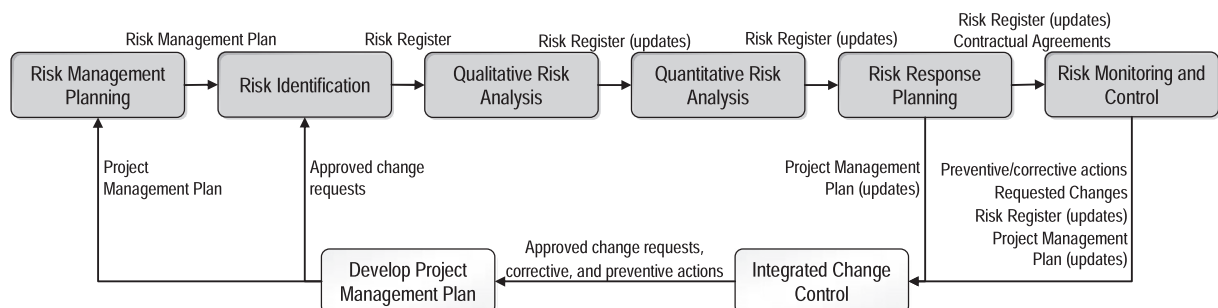 Risk Management Plan
Risk Register
Risk Register (updates)
Risk Register (updates)
Risk Register (updates)
Contractual Agreements
Risk Management
Planning
Risk Identification
Qualitative Risk
Analysis
Quantitative Risk
Analysis
Risk Response
Planning
Risk Monitoring and
Control
Project
Management Plan
Approved change
requests
Project Management
Plan (updates)
Preventive/corrective actions
Requested Changes
Risk Register (updates)
Project Management
Plan (updates)
Develop Project
Management Plan
Approved change requests,
corrective, and preventive actions
Integrated Change
Control